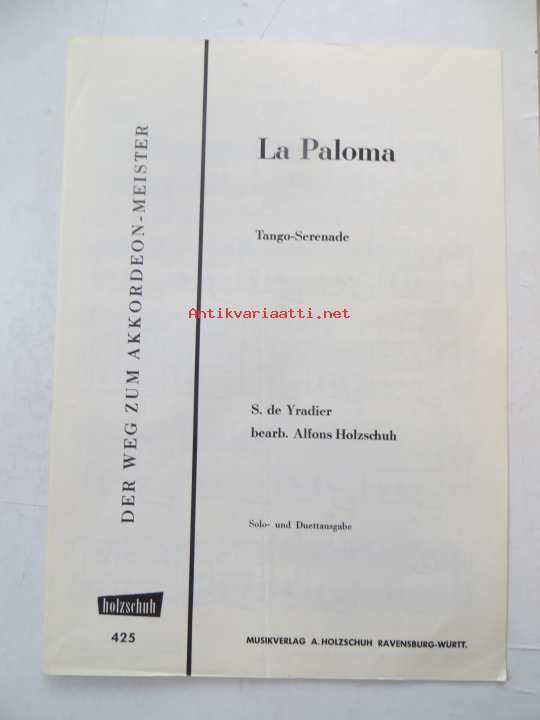 DER WEG ZUM AKKORDEON-MEISTER
La Paloma
Tango-Serenade
Antikvariaatti.net
S. de Yradier
bearb. Alfons Holzschuh
Solo- und Duettausgabe
holzschuh
425
MUSIKVERLAG A. HOLZSCHUH RAVENSBURG-WÜRTT.